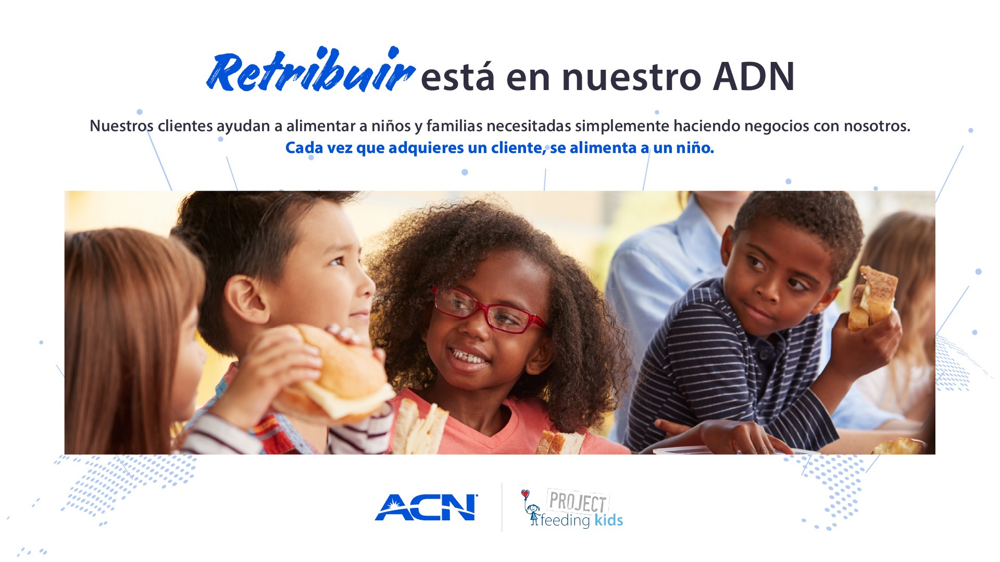 Retribuir está en nuestro ADN
Nuestros clientes ayudan a alimentar a niños y familias necesitadas simplemente haciendo negocios con nosotros.
Cada vez que adquieres un cliente, se alimenta a un niño.
ACN
PROJECT
feeding kids